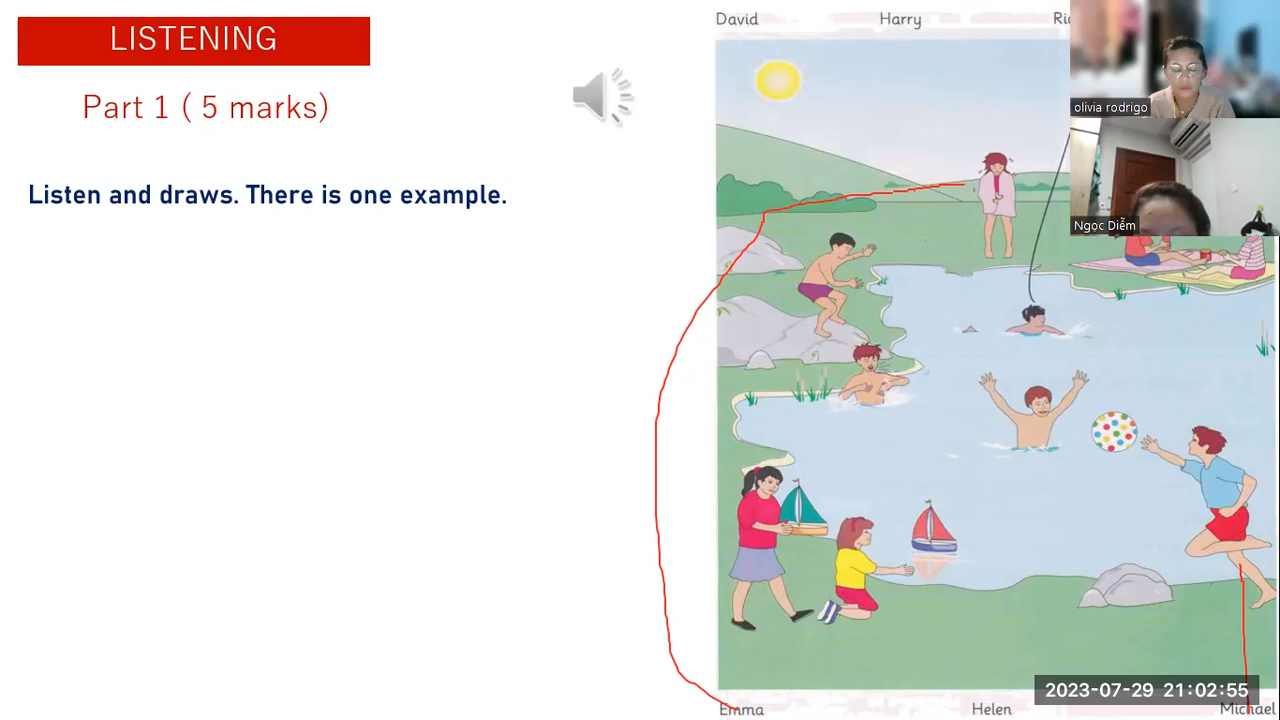 LISTENING
Part 1 ( 5 marks)
Listen and draws. There is one example.
David Harry
olivia rodrigo
Ngọc Diễm
2023-07-29 21:02:55
Emma Helen Michael